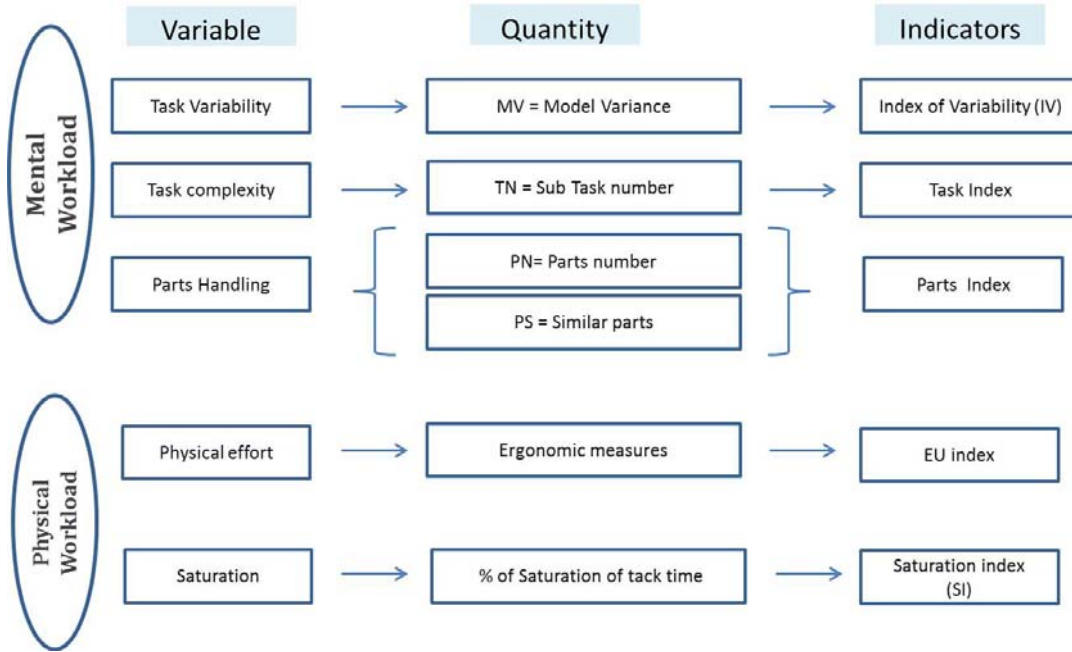 Variable
Quantity
Indicators
Mental
Workload
Task Variability
MV = Model Variance
Index of Variability (IV)
Task complexity
TN = Sub Task number
Task Index
Parts Handling
PN= Parts number
PS = Similar parts
Parts Index
Physical
Workload
Physical effort
Ergonomic measures
EU index
Saturation
% of Saturation of tack time
Saturation index
(SI)